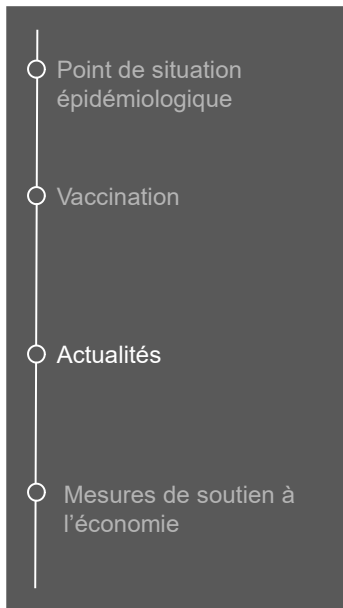 Point de situation
épidémiologique
Vaccination
Actualités
Mesures de soutien à
l’économie